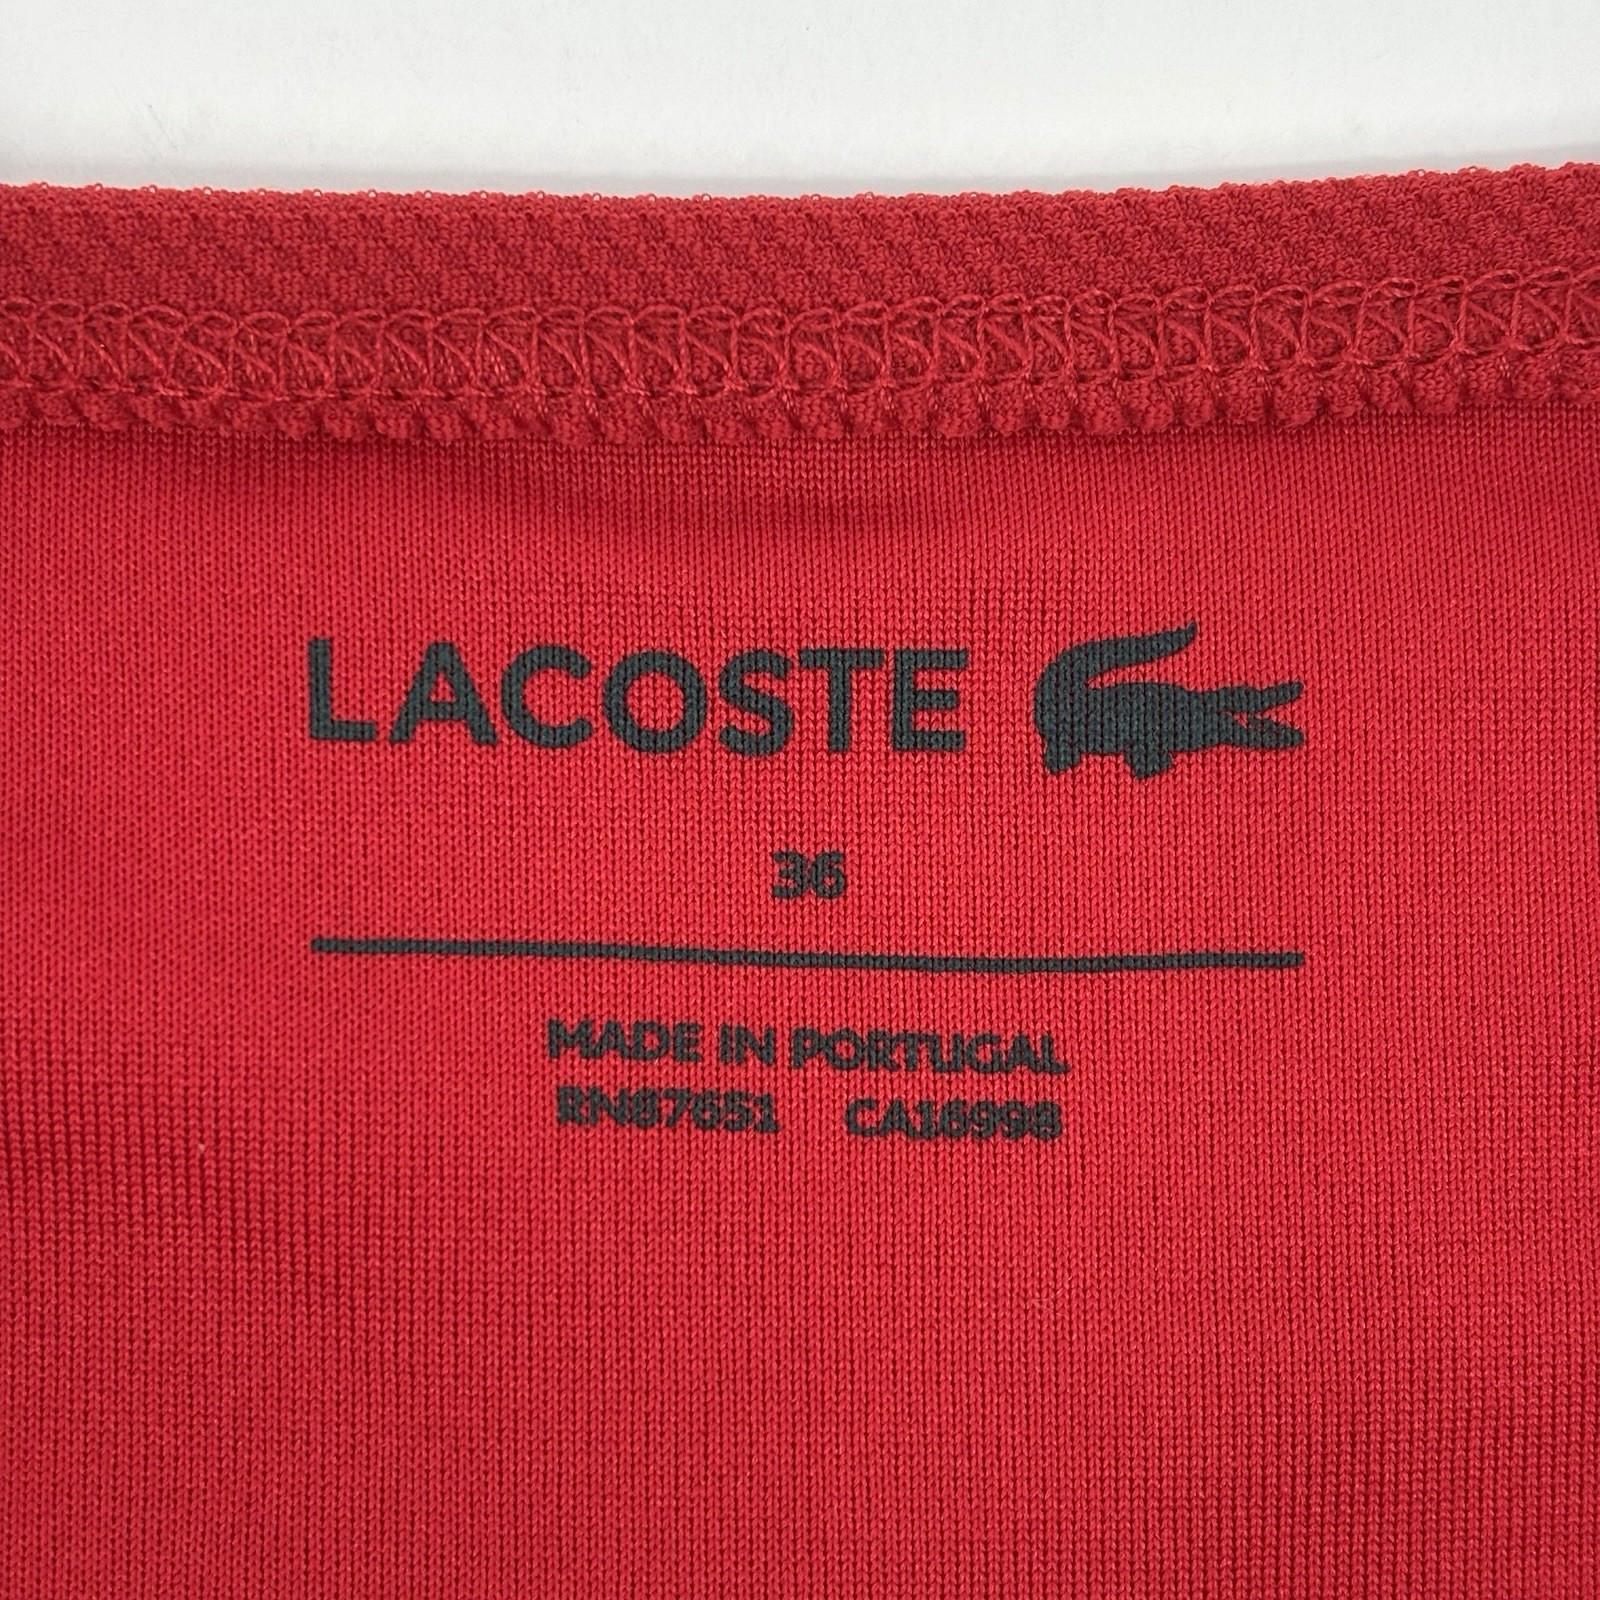 LACOSTE
36
MADE IN PORTUGAL
RN87651 CA16998